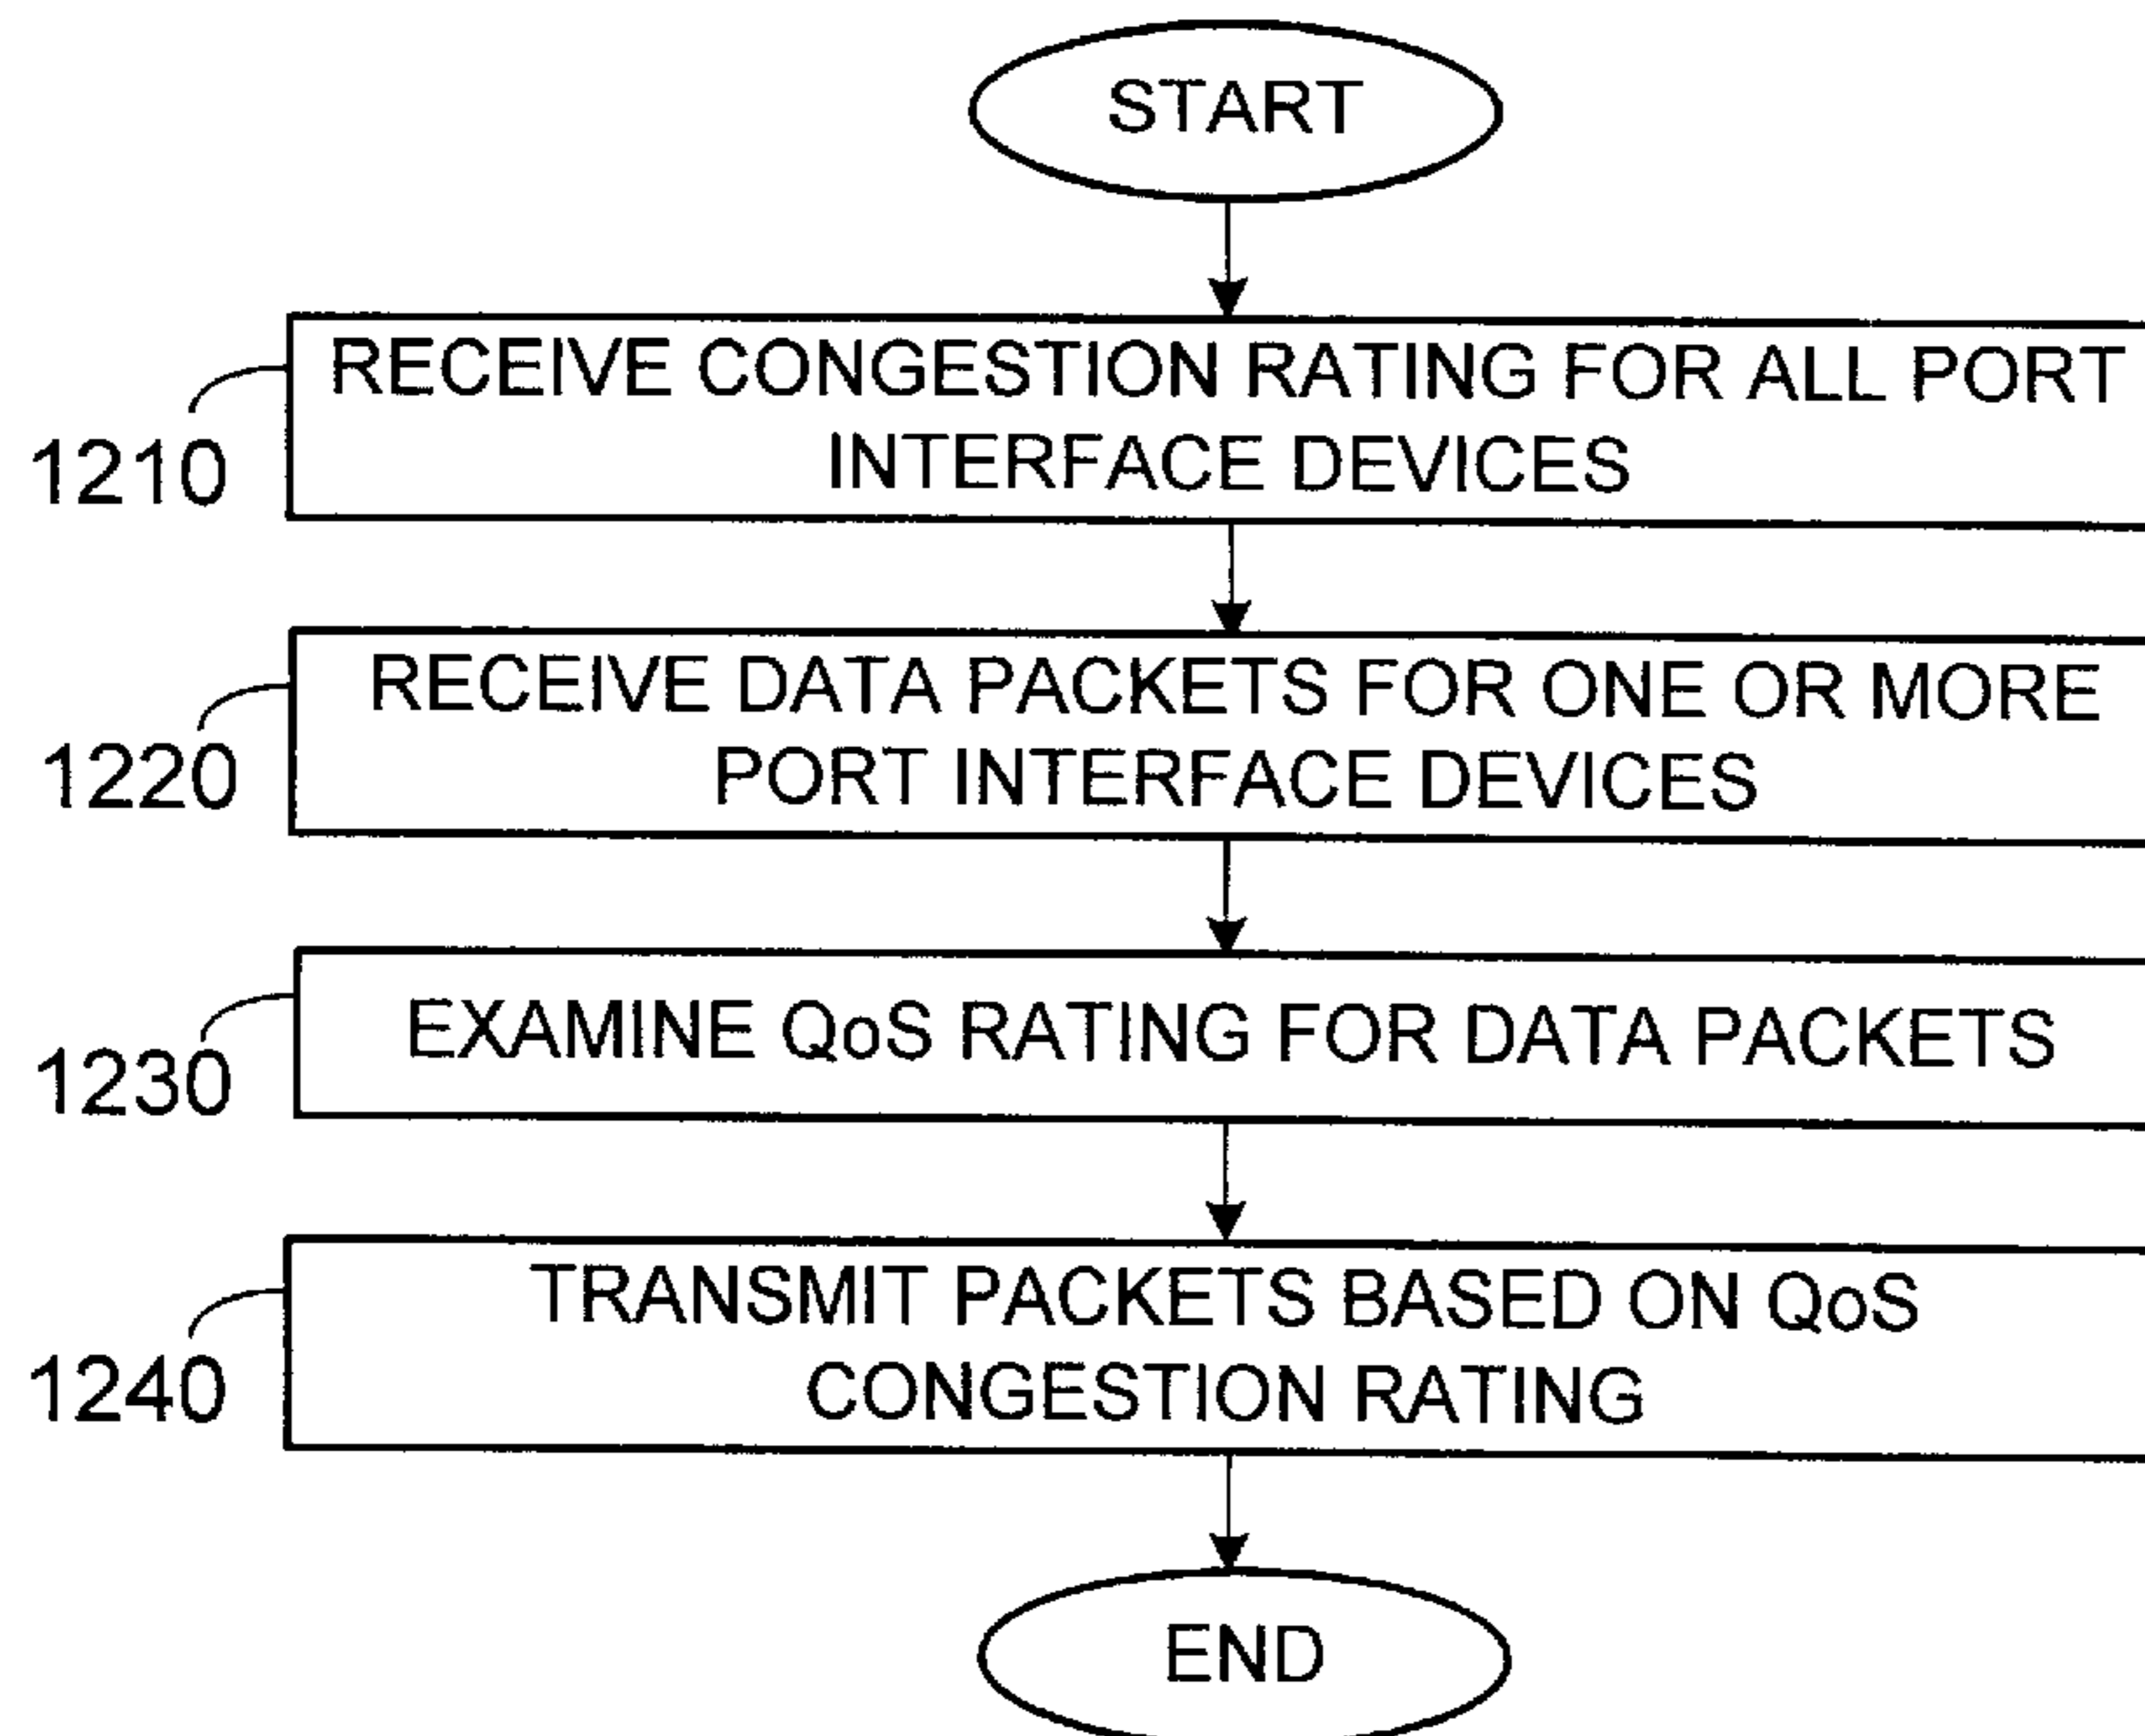 START
RECEIVE CONGESTION RATING FOR ALL PORT
INTERFACE DEVICES
1210
RECEIVE DATA PACKETS FOR ONE OR MORE
PORT INTERFACE DEVICES
1220
EXAMINE QoS RATING FOR DATA PACKETS
1230
TRANSMIT PACKETS BASED ON QoS
CONGESTION RATING
1240
END